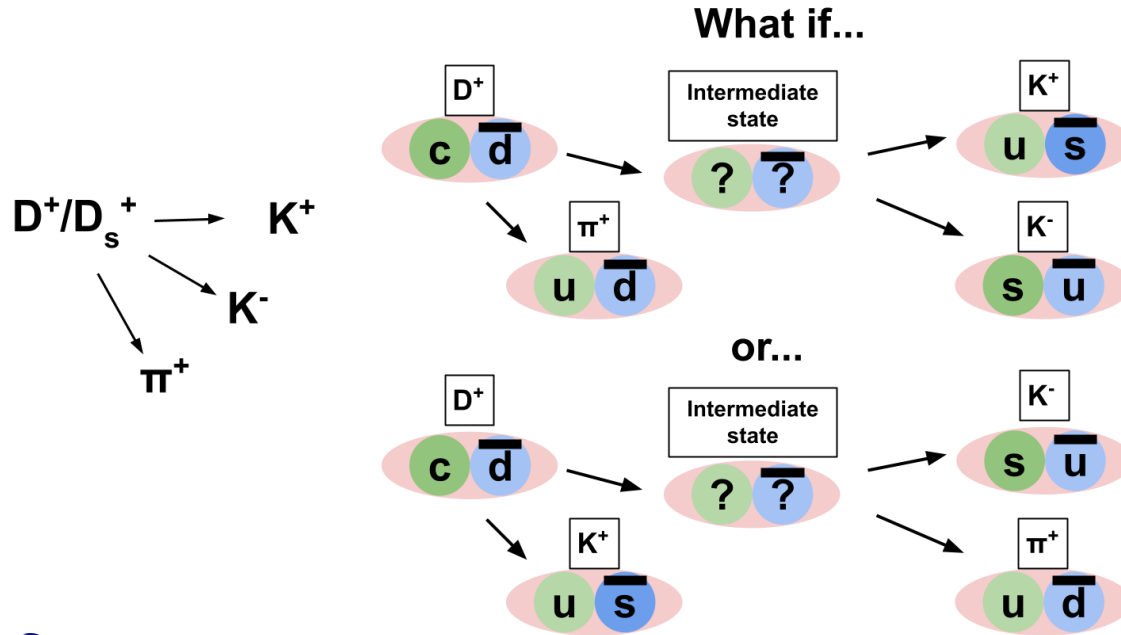 D⁺/Dₛ⁺
K⁺
K⁻
π⁺
What if...
D⁺
c d̅
π⁺
u d̅
Intermediate
state
? ?̅
K⁺
u s̅
K⁻
s u̅
or...
D⁺
c d̅
K⁺
u s̅
Intermediate
state
? ?̅
K⁻
s u̅
π⁺
u d̅